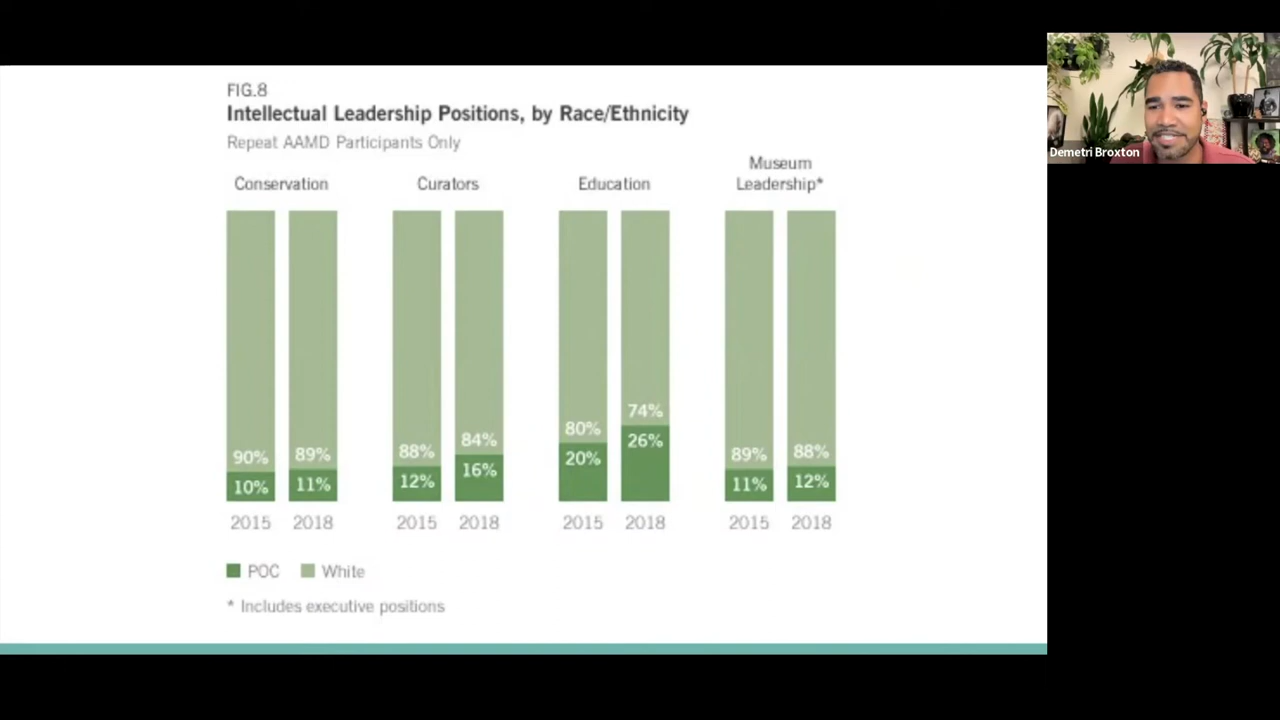 FIG.8
Intellectual Leadership Positions, by Race/Ethnicity
Repeat AAMD Participants Only
Conservation
Curators
Education
Museum
Leadership*
90%
10%
2015
89%
11%
2018
88%
12%
2015
84%
16%
2018
80%
20%
2015
74%
26%
2018
89%
11%
2015
88%
12%
2018
POC
White
* Includes executive positions
Demetri Broxton